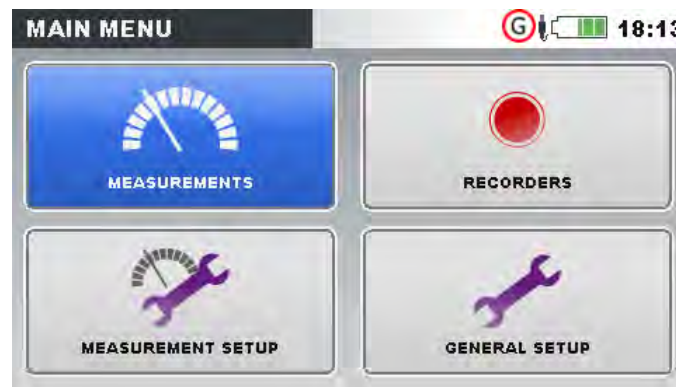 MAIN MENU G 18:13
MEASUREMENTS RECORDERS
MEASUREMENT SETUP GENERAL SETUP